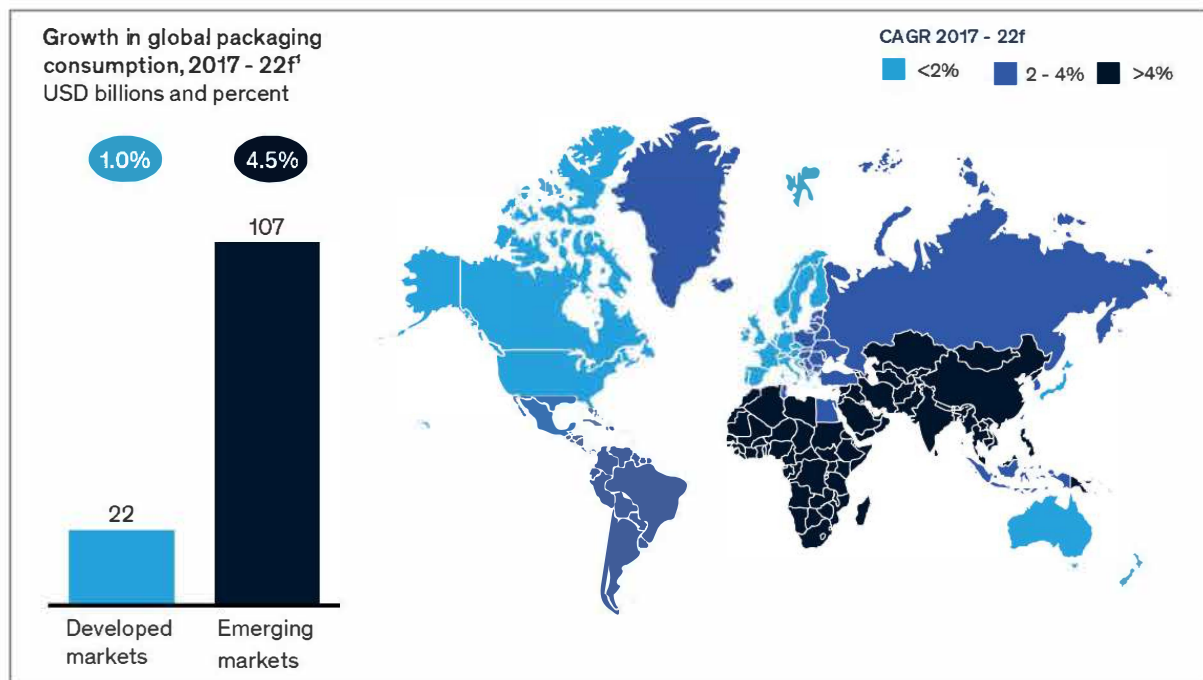 Growth in global packaging
consumption, 2017 - 22f¹
USD billions and percent
1.0%
4.5%
107
22
Developed
markets
Emerging
markets
CAGR 2017 - 22f
<2%
2 - 4%
>4%